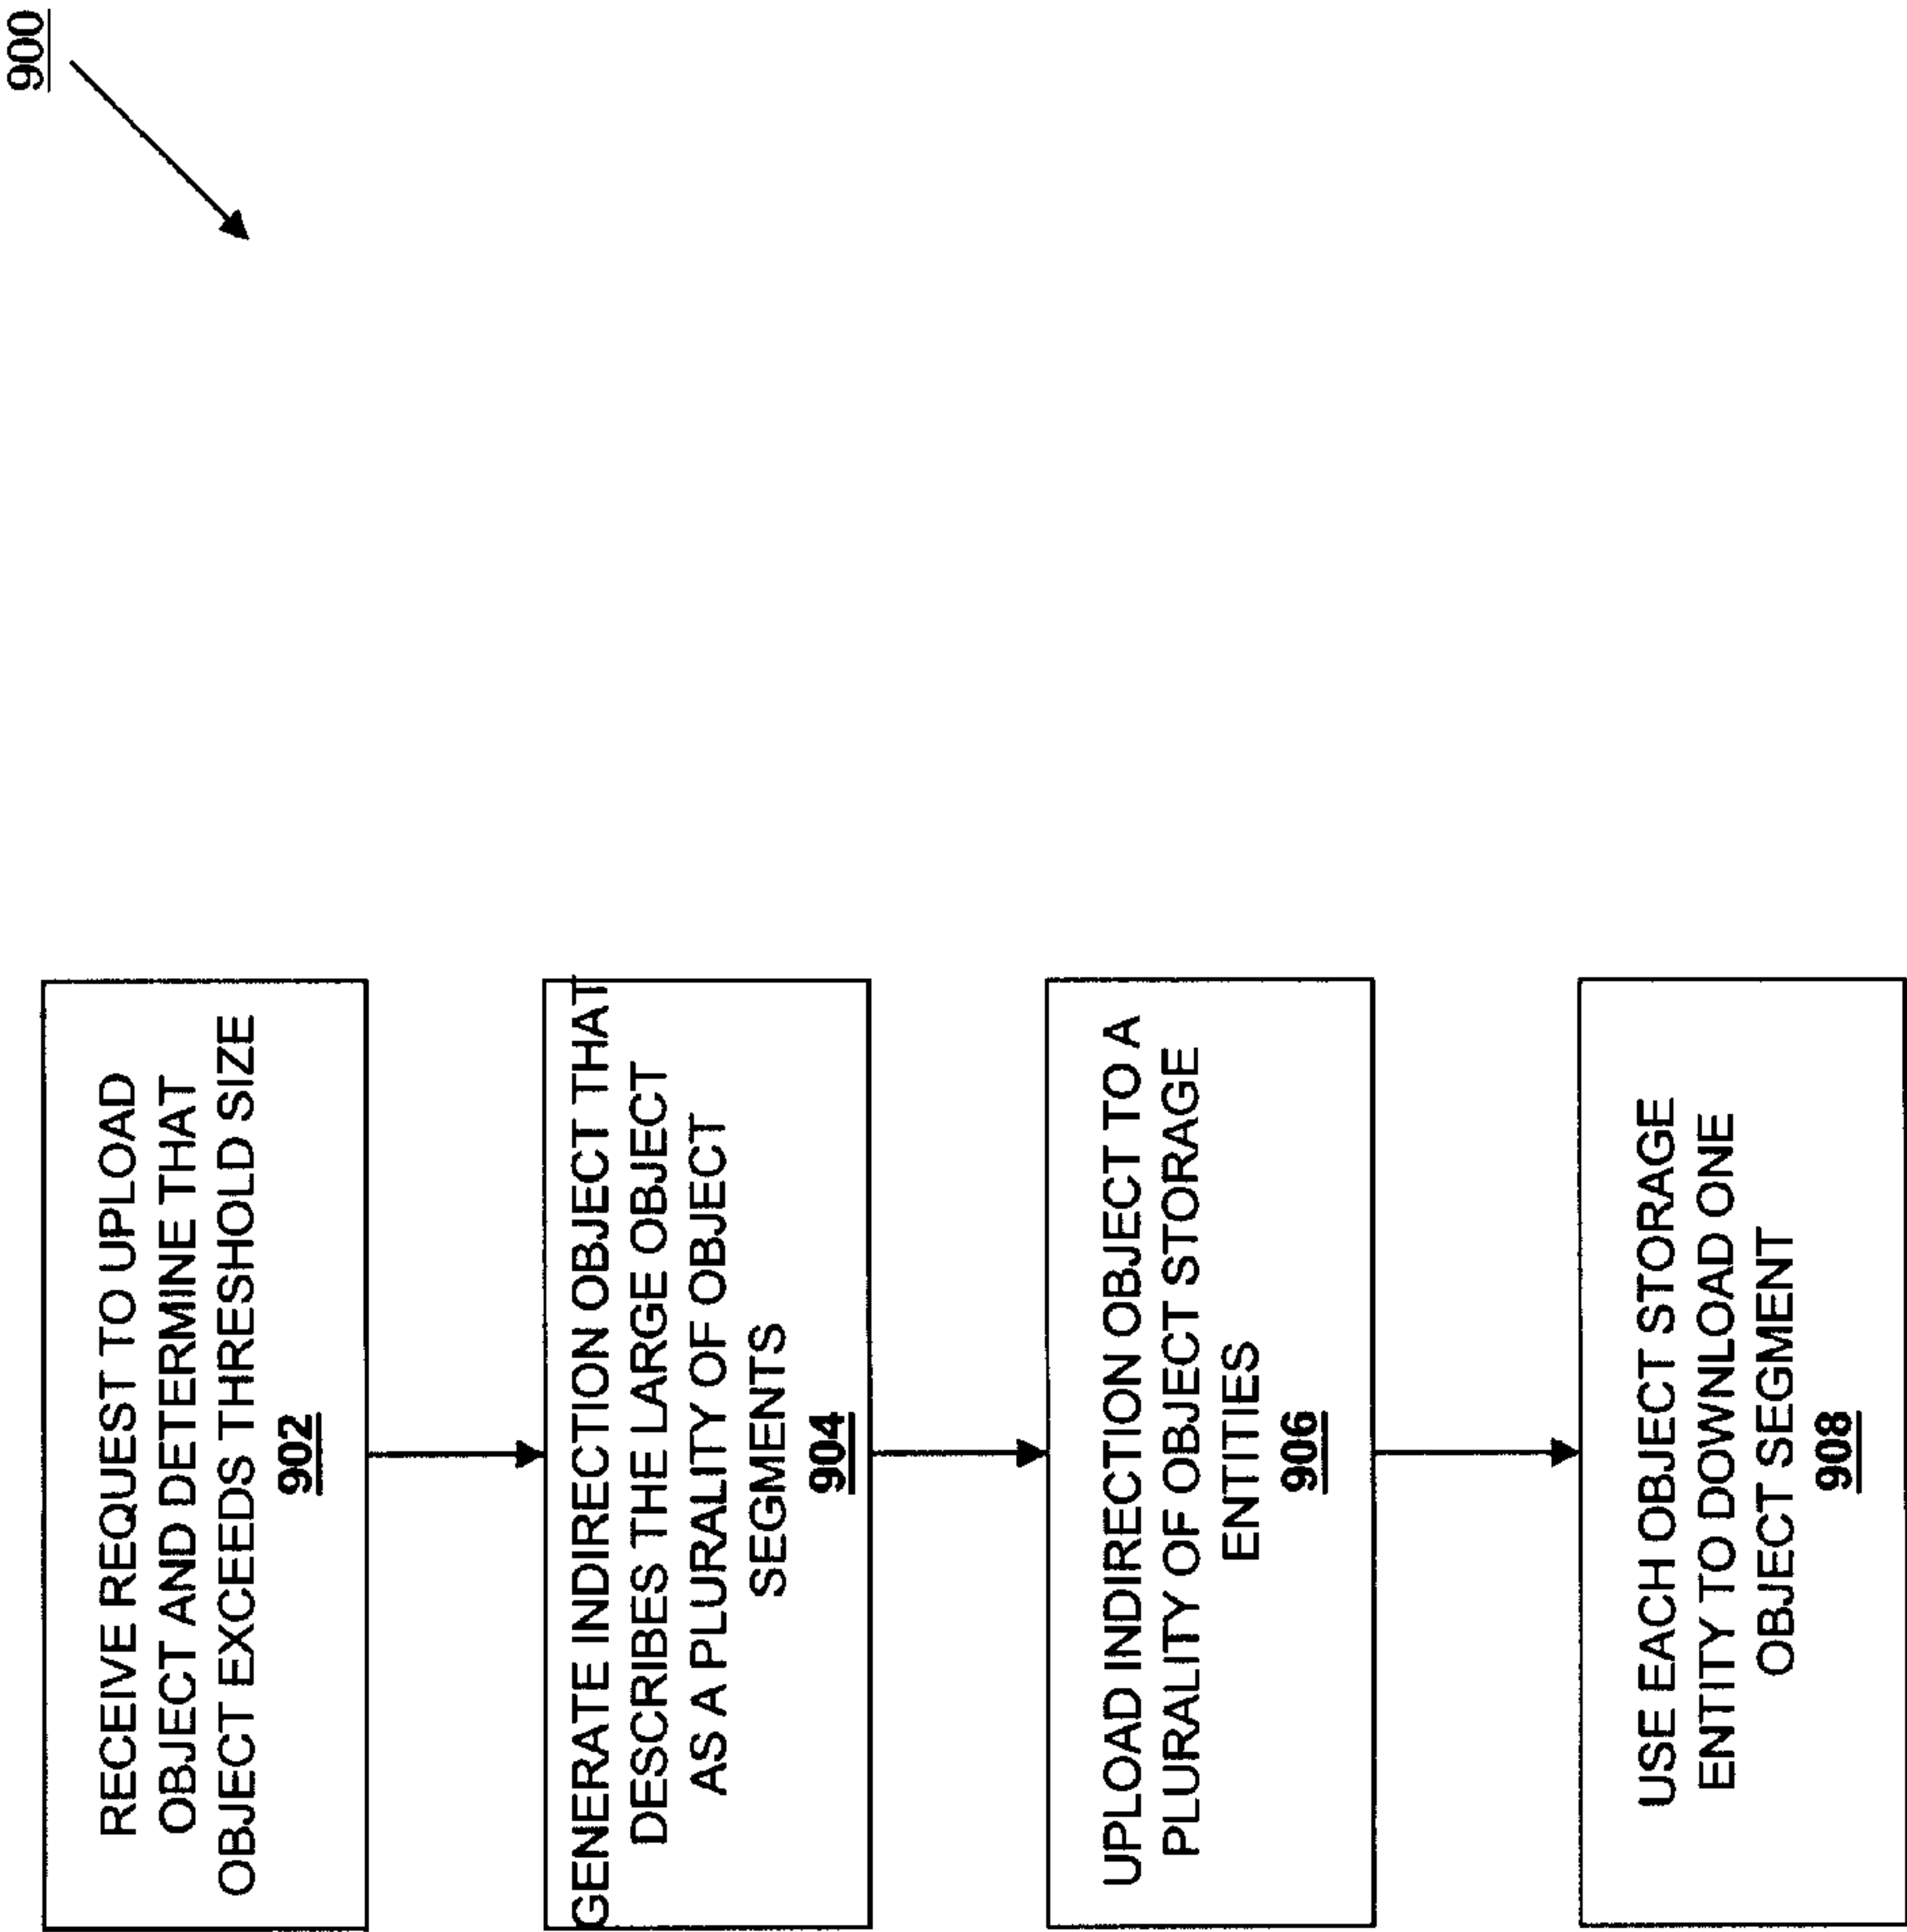 900
RECEIVE REQUEST TO UPLOAD
OBJECT AND DETERMINE THAT
OBJECT EXCEEDS THRESHOLD SIZE
902
GENERATE INDIRECTION OBJECT THAT
DESCRIBES THE LARGE OBJECT
AS A PLURALITY OF OBJECT
SEGMENTS
904
UPLOAD INDIRECTION OBJECT TO A
PLURALITY OF OBJECT STORAGE
ENTITIES
906
USE EACH OBJECT STORAGE
ENTITY TO DOWNLOAD ONE
OBJECT SEGMENT
908